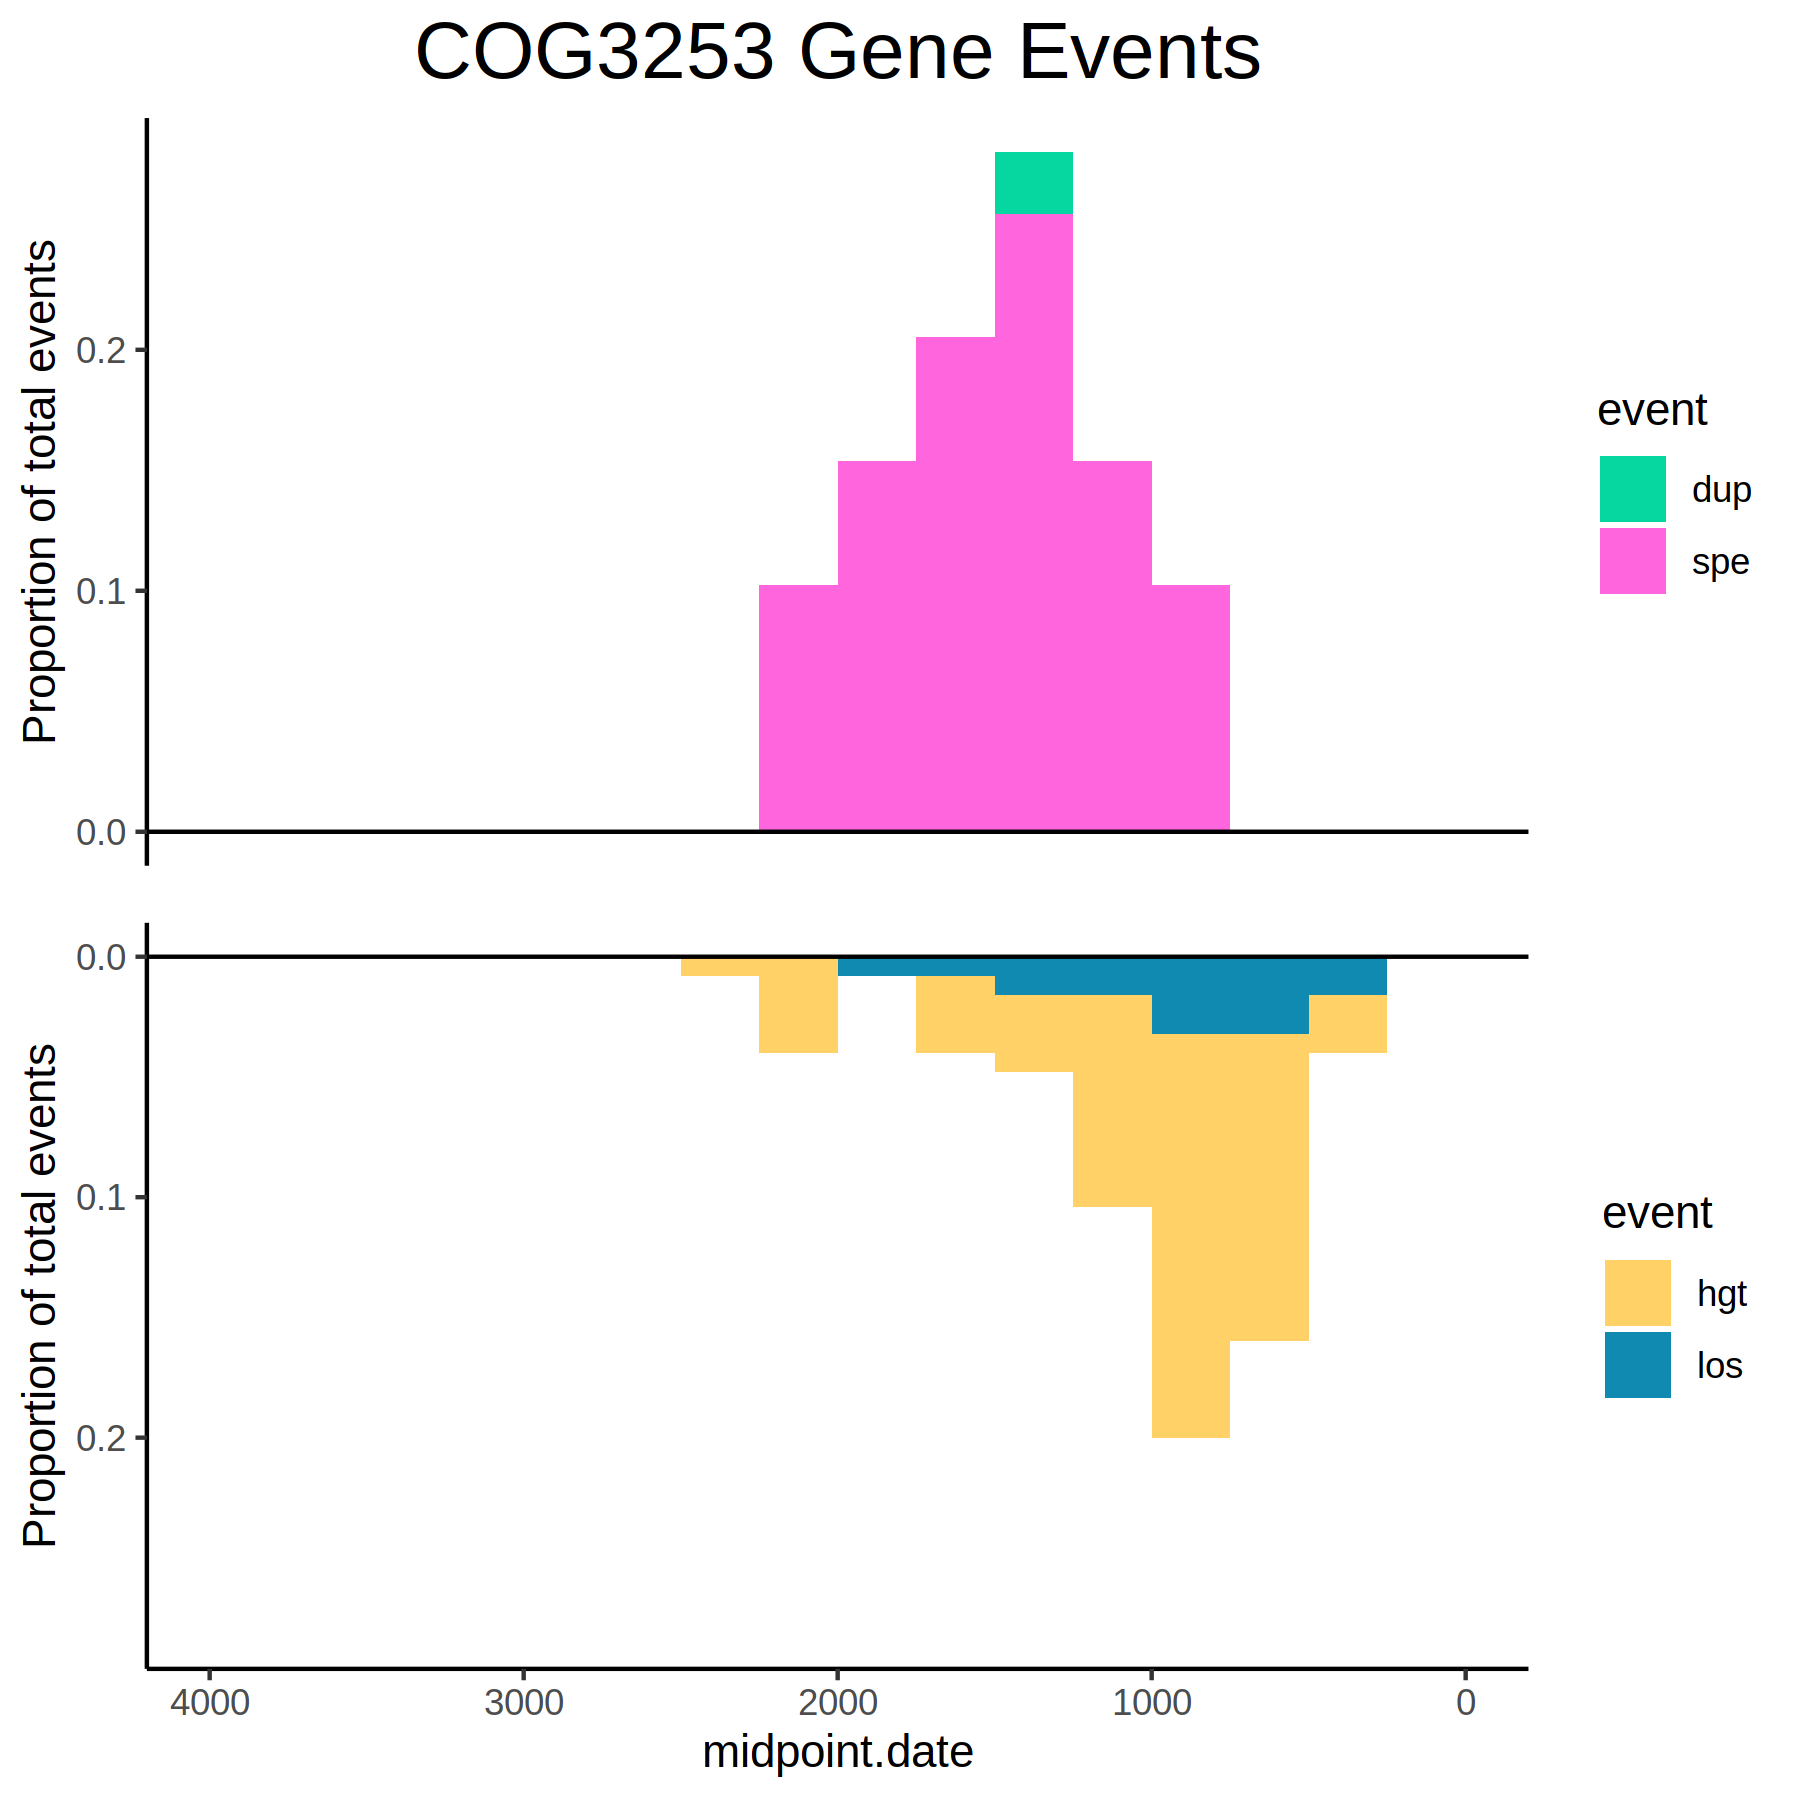 COG3253 Gene Events
Proportion of total events
0.2
0.1
0.0
event
dup
spe
Proportion of total events
0.0
0.1
0.2
event
hgt
los
4000
3000
2000
1000
0
midpoint.date